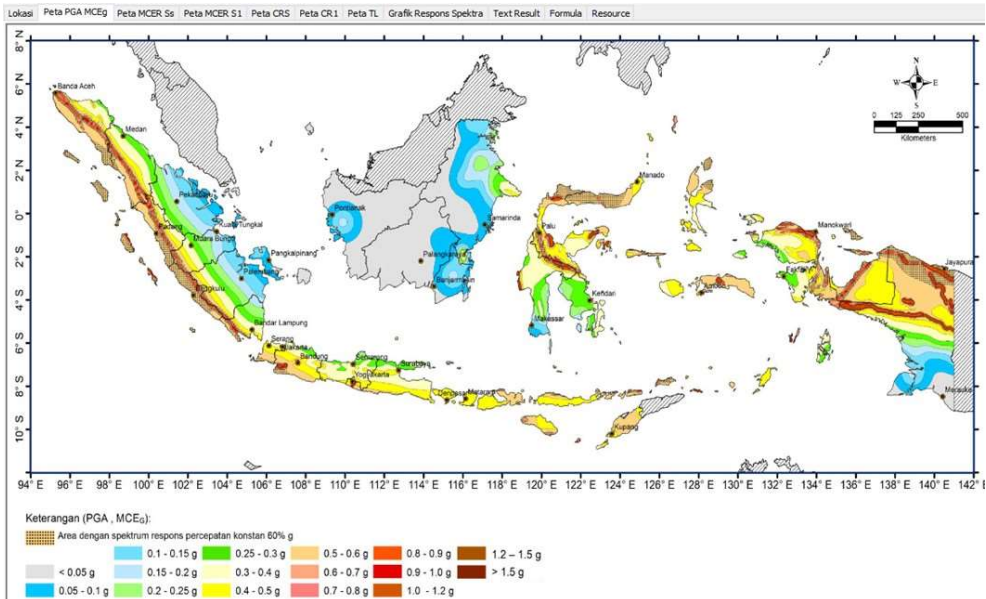 Lokasi Peta PGA MCEg Peta MCER Ss Peta MCER S1 Peta CRS Peta CR1 Peta TL Grafik Respons Spektra Text Result Formula Resource
8° N
6° N
4° N
2° N
0°
2° S
4° S
6° S
8° S
10° S
N
W E
S
0 125 250 500
Kilometers
Banca Aceh
Medan
Pekanbaru
Padang
Kuala Tungkal
Muara Bungo
Pangkalpinang
Palembang
Bengkulu
Bandar Lampung
Serang
Jakarta
Bandung
Semarang
Yogyakarta
Surabaya
Denpasar
Mataram
Kupang
Pontianak
Palangkaraya
Samarinda
Banjarmasin
Manado
Palu
Kendari
Makassar
Ambon
Fakfak
Manokwari
Jayapura
Merauke
94° E 96° E 98° E 100° E 102° E 104° E 106° E 108° E 110° E 112° E 114° E 116° E 118° E 120° E 122° E 124° E 126° E 128° E 130° E 132° E 134° E 136° E 138° E 140° E 142° E
Keterangan (PGA , MCEG):
Area dengan spektrum respons percepatan konstan 60% g
0.1 - 0.15 g 0.25 - 0.3 g 0.5 - 0.6 g 0.8 - 0.9 g 1.2 – 1.5 g
< 0.05 g 0.15 - 0.2 g 0.3 - 0.4 g 0.6 - 0.7 g 0.9 - 1.0 g > 1.5 g
0.05 - 0.1 g 0.2 - 0.25 g 0.4 - 0.5 g 0.7 - 0.8 g 1.0 - 1.2 g